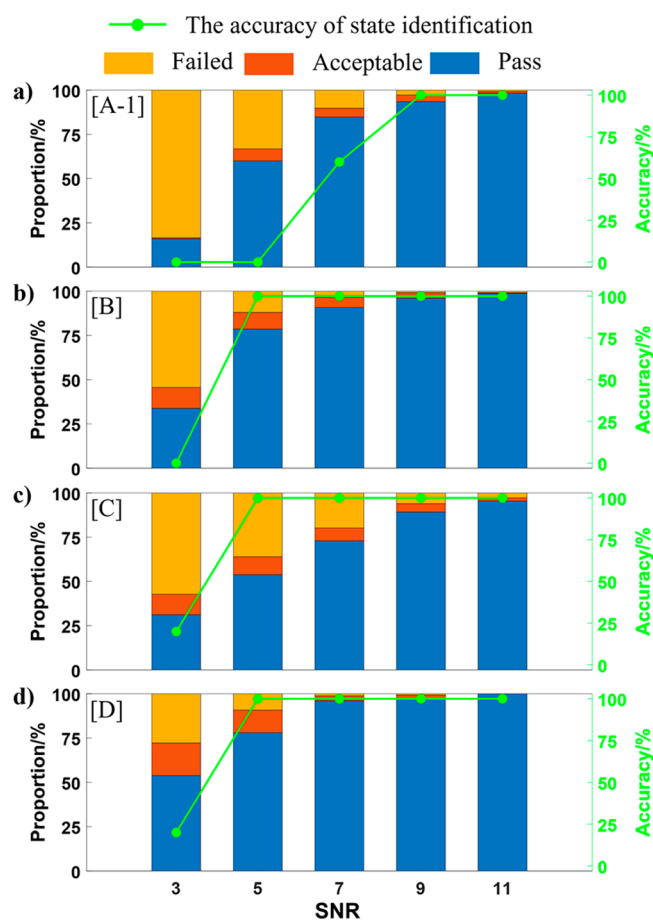 The accuracy of state identification
Failed Acceptable Pass
a) [A-1]
100
75
50
25
0
Proportion/%
100
75
50
25
0
Accuracy/%
b) [B]
100
75
50
25
0
Proportion/%
100
75
50
25
0
Accuracy/%
c) [C]
100
75
50
25
0
Proportion/%
100
75
50
25
0
Accuracy/%
d) [D]
100
75
50
25
0
Proportion/%
100
75
50
25
0
Accuracy/%
3 5 7 9 11
SNR